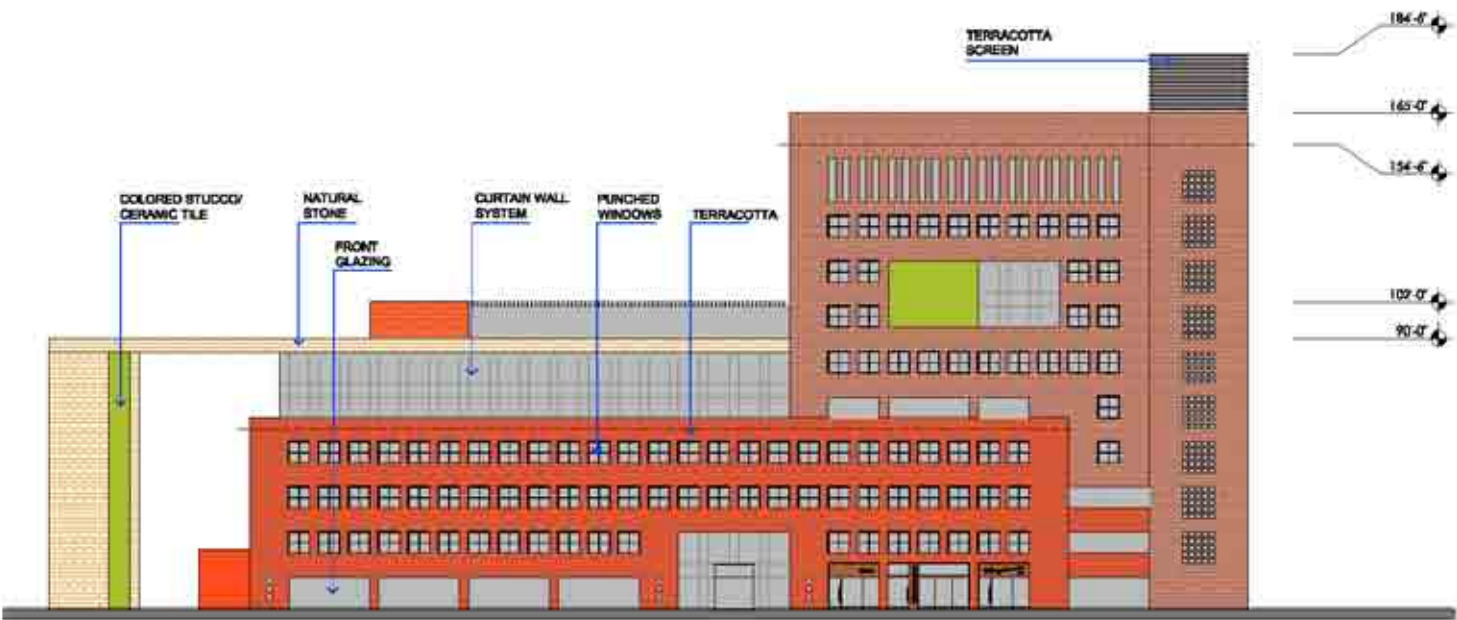 184'-6"
TERRACOTTA
SCREEN
165'-0"
154'-6"
COLORED STUCCO/
CERAMIC TILE
NATURAL
STONE
CURTAIN WALL
SYSTEM
PUNCHED
WINDOWS
TERRACOTTA
FRONT
GLAZING
102'-0"
90'-0"